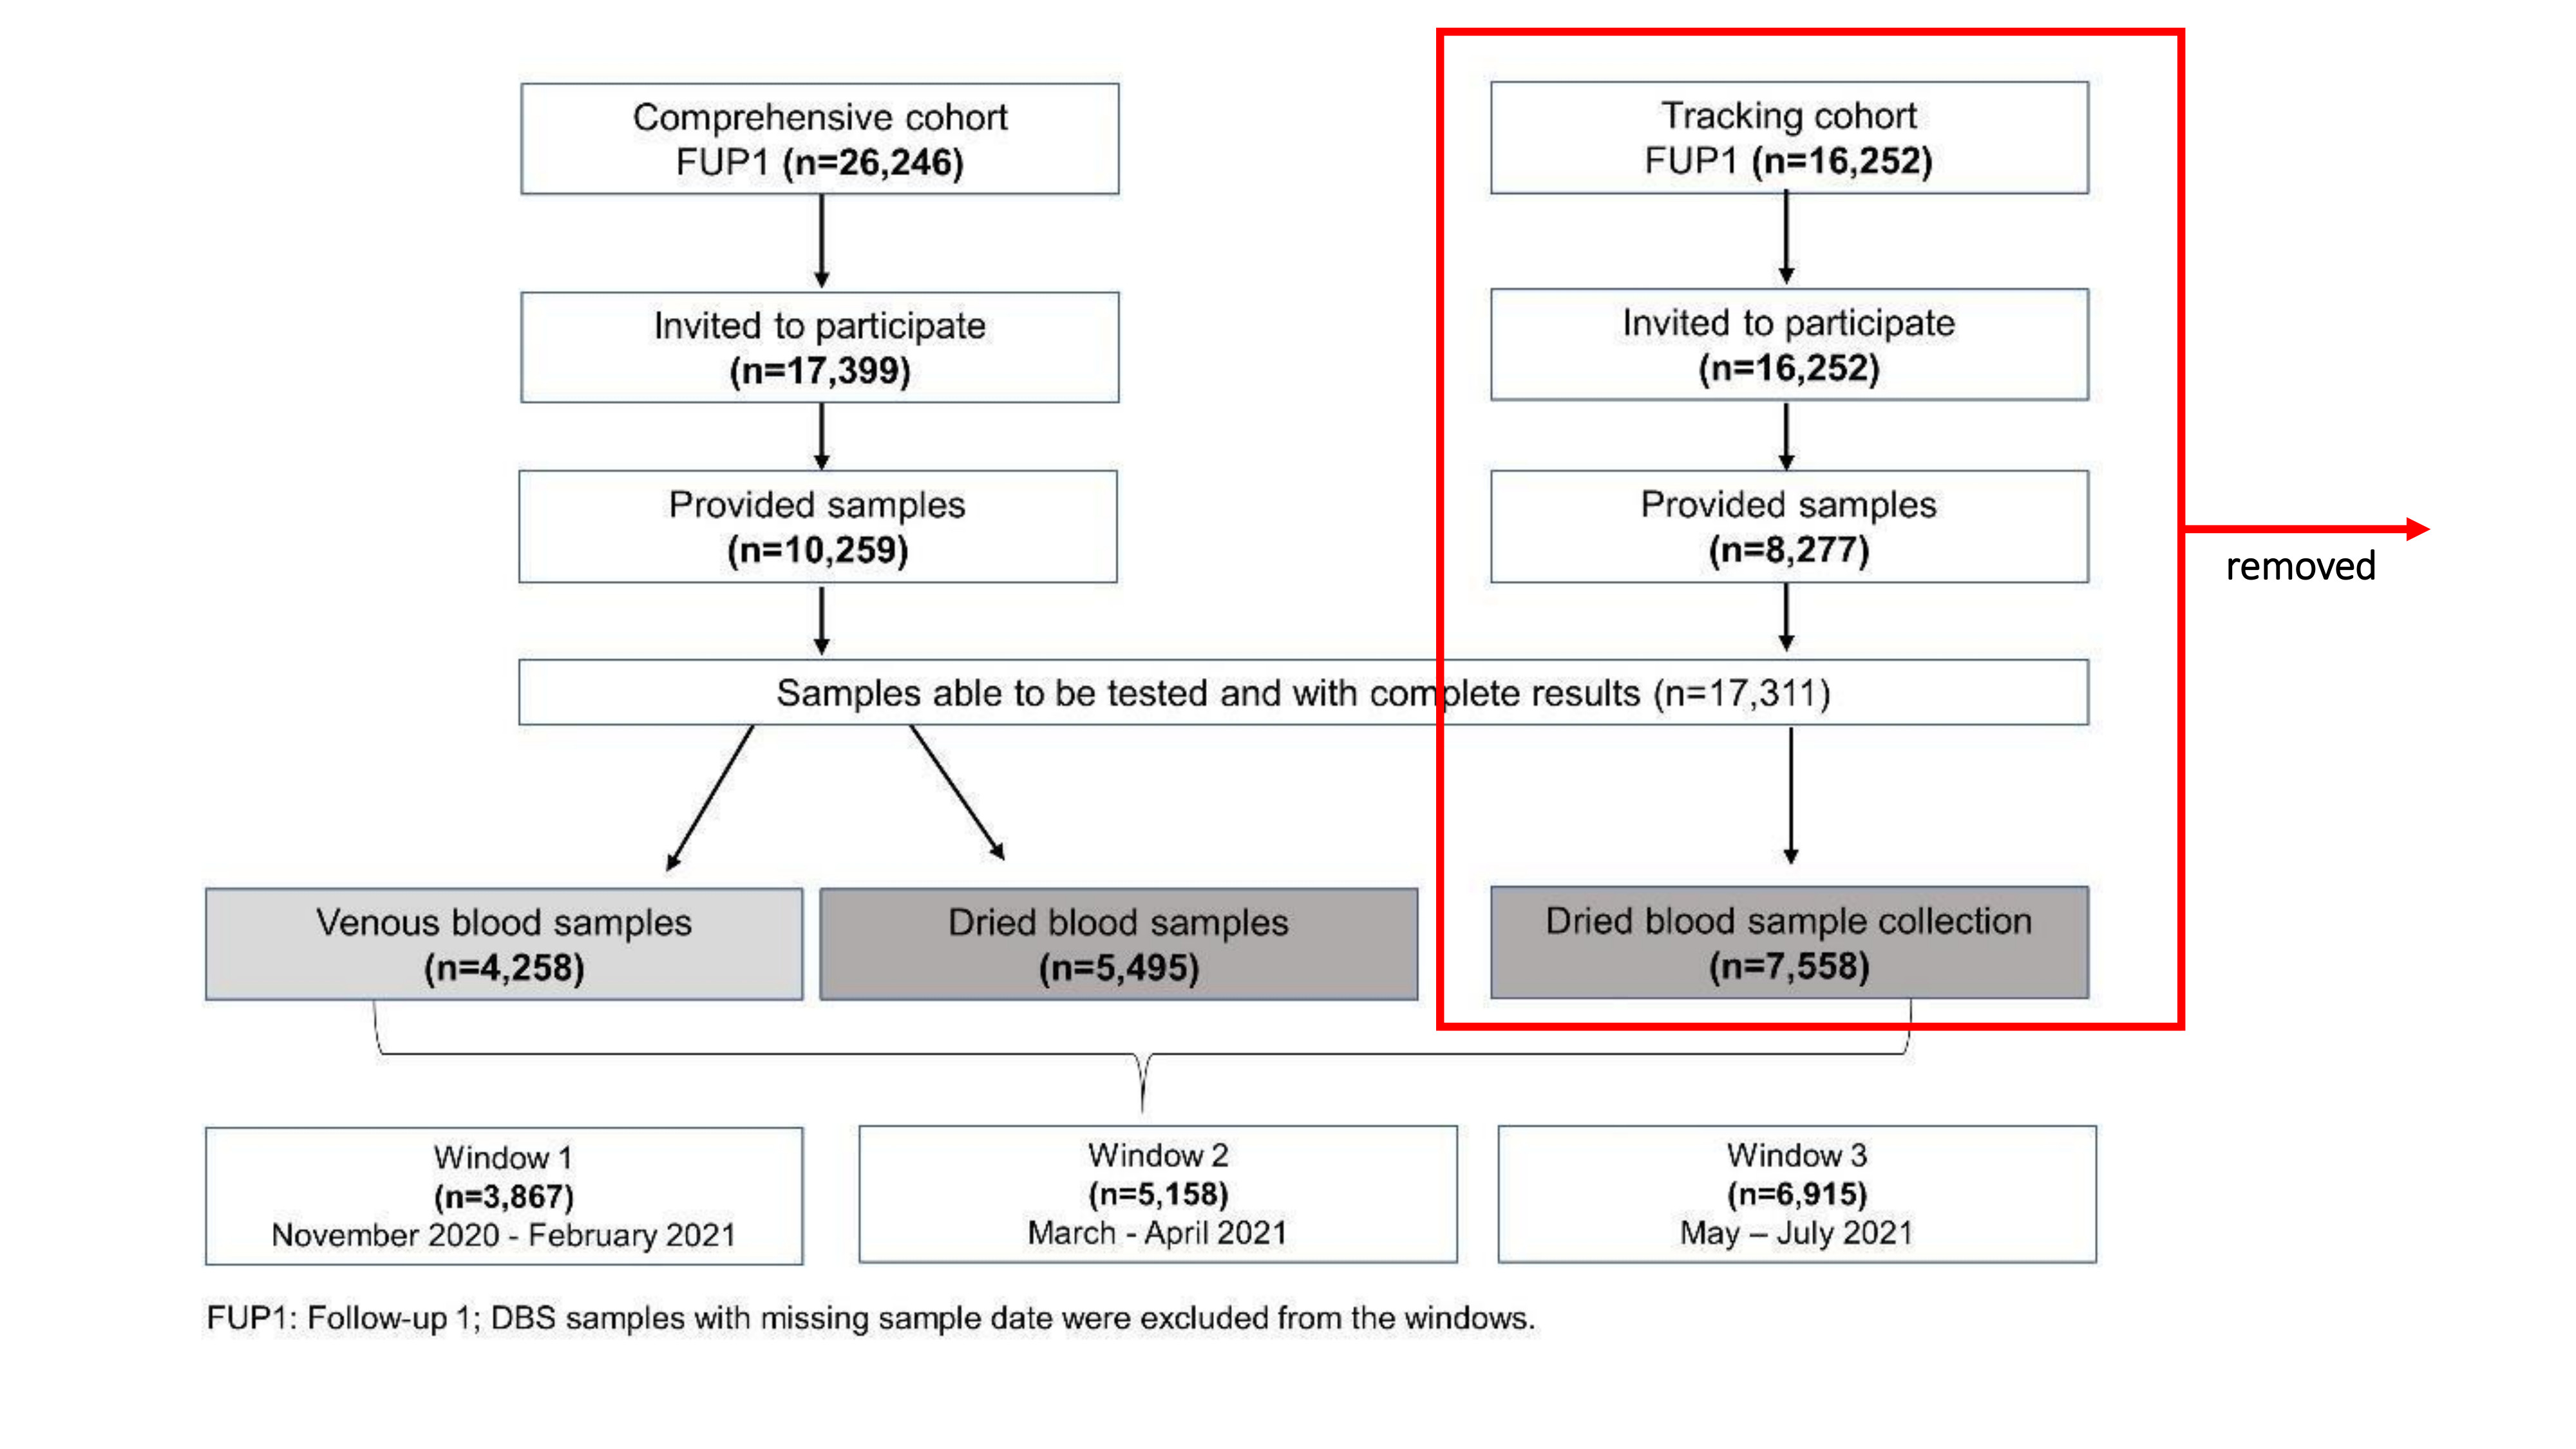 Comprehensive cohort
FUP1 (n=26,246)
Tracking cohort
FUP1 (n=16,252)
Invited to participate
(n=17,399)
Invited to participate
(n=16,252)
Provided samples
(n=10,259)
Provided samples
(n=8,277)
removed
Samples able to be tested and with complete results (n=17,311)
Venous blood samples
(n=4,258)
Dried blood samples
(n=5,495)
Dried blood sample collection
(n=7,558)
Window 1
(n=3,867)
November 2020 - February 2021
Window 2
(n=5,158)
March - April 2021
Window 3
(n=6,915)
May – July 2021
FUP1: Follow-up 1; DBS samples with missing sample date were excluded from the windows.